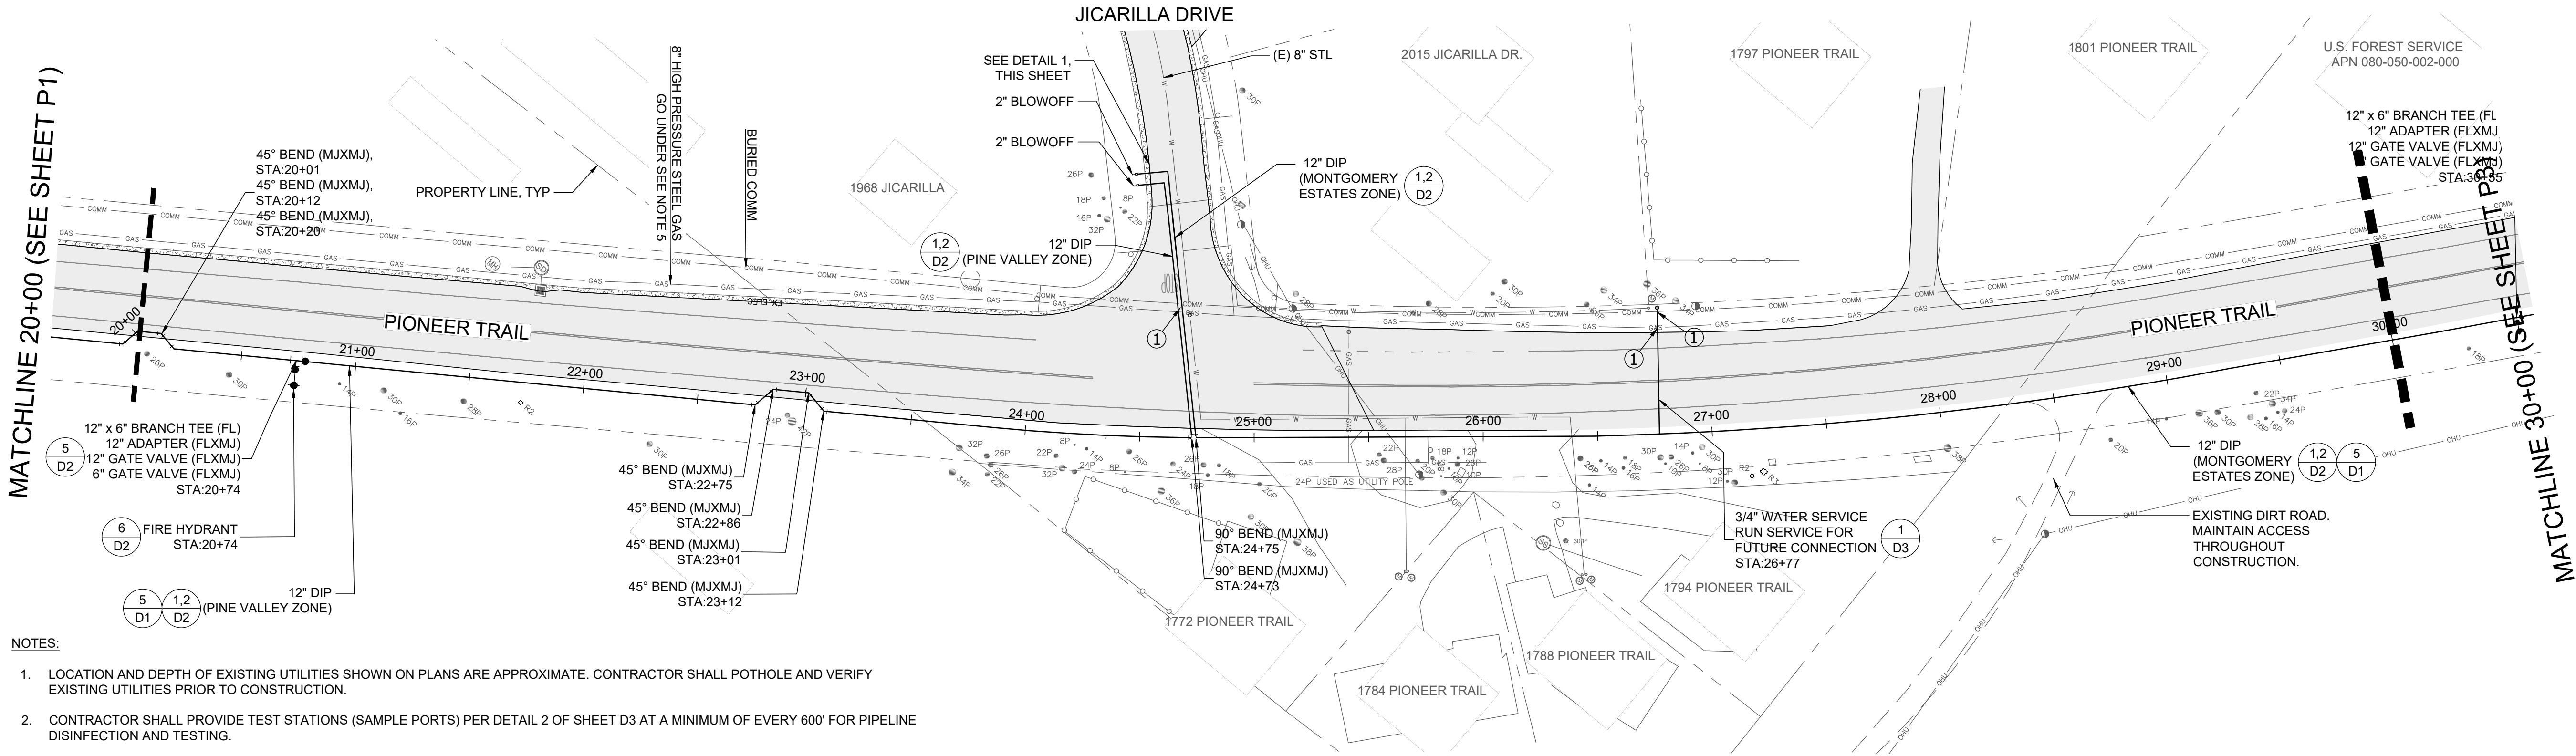 JICARILLA DRIVE
MATCHLINE 20+00 (SEE SHEET P1)
45° BEND (MJXMJ),
STA:20+01
45° BEND (MJXMJ),
STA:20+12
45° BEND (MJXMJ),
STA:20+20
PROPERTY LINE, TYP
8" HIGH PRESSURE STEEL GAS
GO UNDER SEE NOTE 5
BURIED COMM
1968 JICARILLA
SEE DETAIL 1,
THIS SHEET
2" BLOWOFF
2" BLOWOFF
(E) 8" STL
12" DIP
(MONTGOMERY
ESTATES ZONE)
1,2
D2
1,2
D2
12" DIP
(PINE VALLEY ZONE)
2015 JICARILLA DR.
1797 PIONEER TRAIL
1801 PIONEER TRAIL
U.S. FOREST SERVICE
APN 080-050-002-000
12" x 6" BRANCH TEE (FL
12" ADAPTER (FLXMJ
12" GATE VALVE (FLXMJ)
GATE VALVE (FLXMJ)
STA:30+55
MATCHLINE 30+00 (SEE SHEET P3)
PIONEER TRAIL
PIONEER TRAIL
EX ELEC
MH
SD
20+00
21+00
22+00
23+00
24+00
25+00
26+00
27+00
28+00
29+00
1
1
1
12" x 6" BRANCH TEE (FL)
12" ADAPTER (FLXMJ)
12" GATE VALVE (FLXMJ)
6" GATE VALVE (FLXMJ)
STA:20+74
5
D2
6
D2
FIRE HYDRANT
STA:20+74
5
D1
1,2
D2
12" DIP
(PINE VALLEY ZONE)
45° BEND (MJXMJ)
STA:22+75
45° BEND (MJXMJ)
STA:22+86
45° BEND (MJXMJ)
STA:23+01
45° BEND (MJXMJ)
STA:23+12
90° BEND (MJXMJ)
STA:24+75
90° BEND (MJXMJ)
STA:24+73
24P USED AS UTILITY POLE
3/4" WATER SERVICE
RUN SERVICE FOR
FUTURE CONNECTION
STA:26+77
1
D3
12" DIP
(MONTGOMERY
ESTATES ZONE)
1,2
D2
5
D1
EXISTING DIRT ROAD.
MAINTAIN ACCESS
THROUGHOUT
CONSTRUCTION.
SS
1772 PIONEER TRAIL
1784 PIONEER TRAIL
1788 PIONEER TRAIL
1794 PIONEER TRAIL
NOTES:
1. LOCATION AND DEPTH OF EXISTING UTILITIES SHOWN ON PLANS ARE APPROXIMATE. CONTRACTOR SHALL POTHOLE AND VERIFY
EXISTING UTILITIES PRIOR TO CONSTRUCTION.
2. CONTRACTOR SHALL PROVIDE TEST STATIONS (SAMPLE PORTS) PER DETAIL 2 OF SHEET D3 AT A MINIMUM OF EVERY 600' FOR PIPELINE
DISINFECTION AND TESTING.